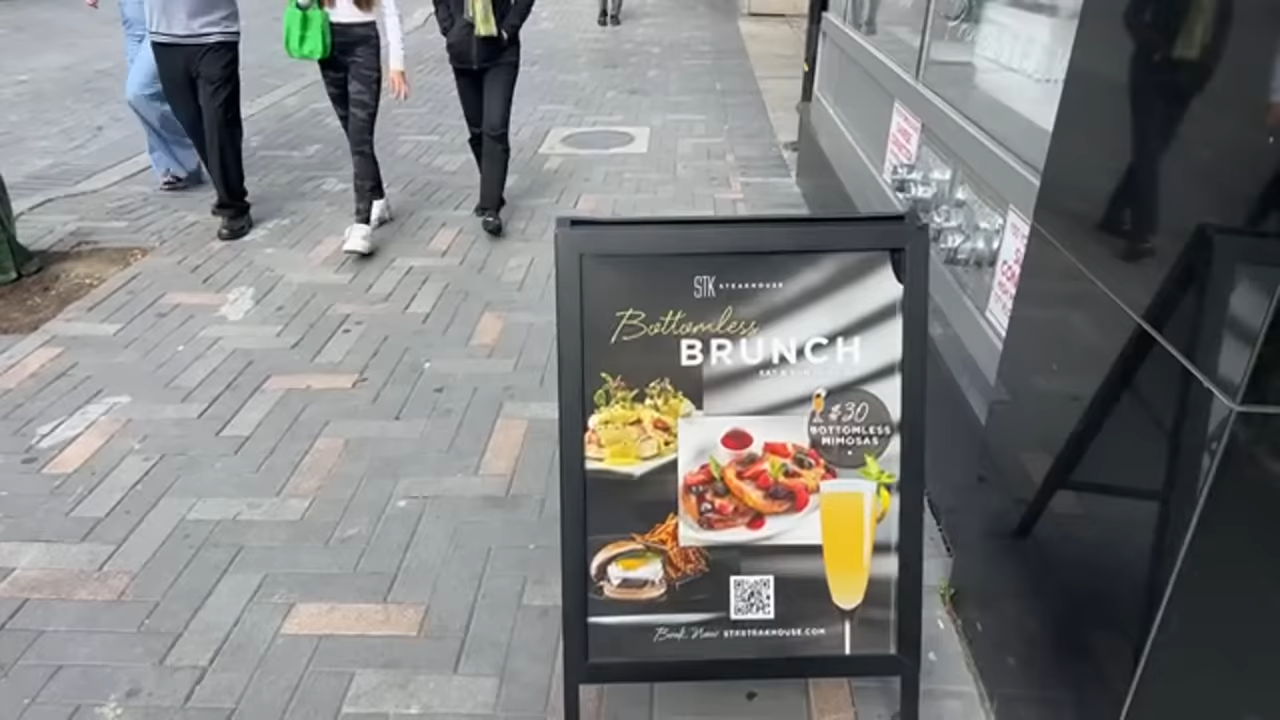 STK STEAKHOUSE
Bottomless
BRUNCH
$30
BOTTOMLESS
MIMOSAS
Book Now STKSTEAKHOUSE.COM